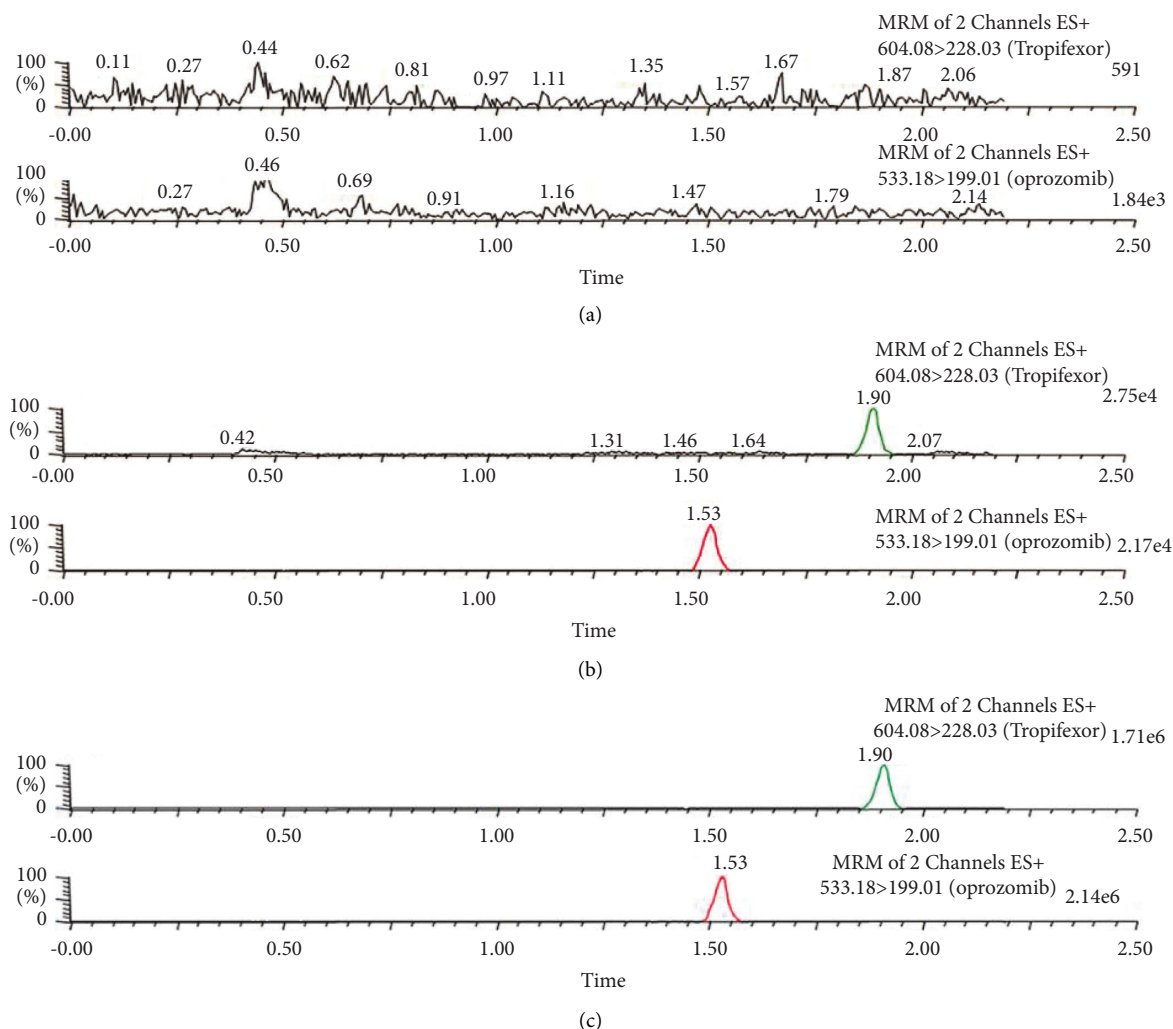 MRM of 2 Channels ES+
604.08>228.03 (Tropifexor)
591
0.11 0.27 0.44 0.62 0.81 0.97 1.11 1.35 1.57 1.67 1.87 2.06
100
(%)
0
-0.00 0.50 1.00 1.50 2.00 2.50
MRM of 2 Channels ES+
533.18>199.01 (oprozomib)
1.84e3
0.27 0.46 0.69 0.91 1.16 1.47 1.79 2.14
100
(%)
0
-0.00 0.50 1.00 1.50 2.00 2.50
Time
(a)
MRM of 2 Channels ES+
604.08>228.03 (Tropifexor)
2.75e4
0.42 1.31 1.46 1.64 1.90 2.07
100
(%)
0
-0.00 0.50 1.00 1.50 2.00 2.50
MRM of 2 Channels ES+
533.18>199.01 (oprozomib) 2.17e4
1.53
100
(%)
0
-0.00 0.50 1.00 1.50 2.00 2.50
Time
(b)
MRM of 2 Channels ES+
604.08>228.03 (Tropifexor) 1.71e6
1.90
100
(%)
0
-0.00 0.50 1.00 1.50 2.00 2.50
MRM of 2 Channels ES+
533.18>199.01 (oprozomib) 2.14e6
1.53
100
(%)
0
-0.00 0.50 1.00 1.50 2.00 2.50
Time
(c)